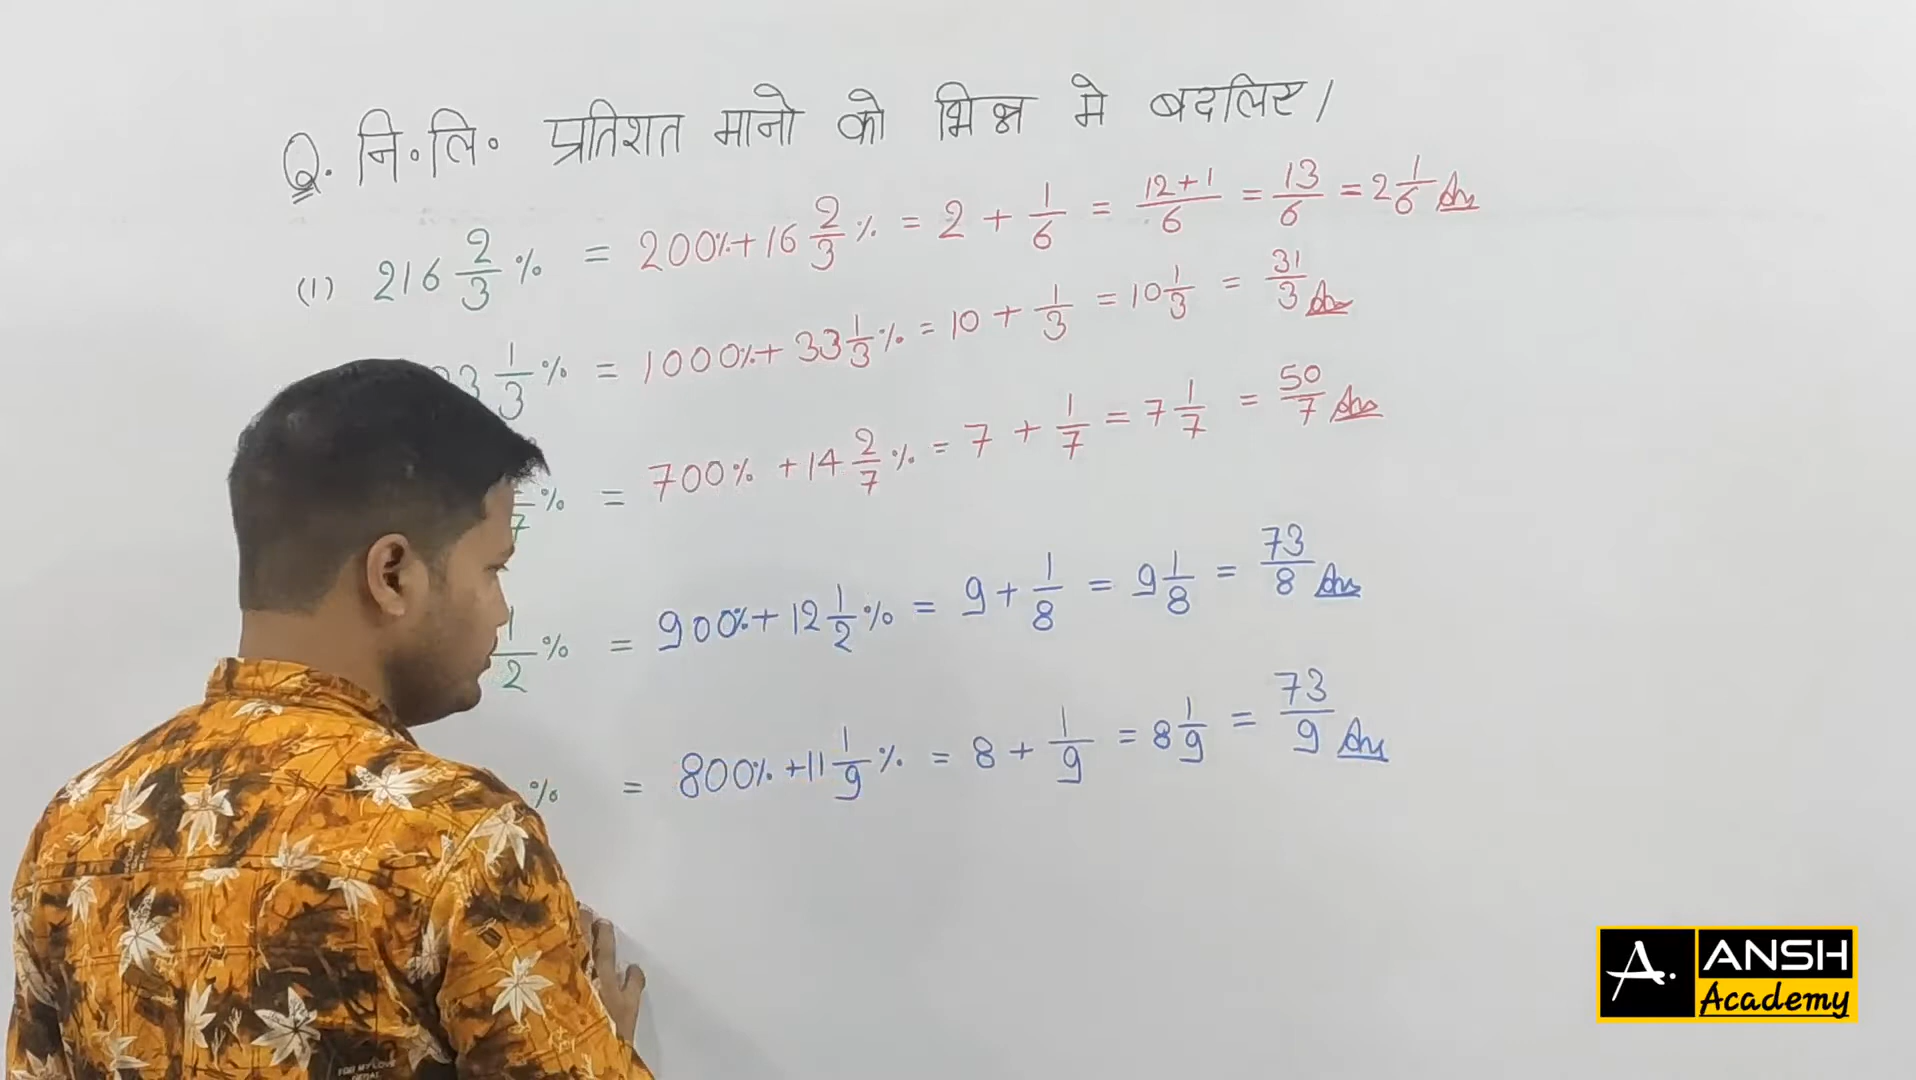 Q. नि॰लि॰ प्रतिशत मानो को भिन्न मे बदलिए।
(1) 216 2/3 % = 200% + 16 2/3 % = 2 + 1/6 = 12+1/6 = 13/6 = 2 1/6 Ans
33 1/3 % = 1000% + 33 1/3 % = 10 + 1/3 = 10 1/3 = 31/3 Ans
/7 % = 700% + 14 2/7 % = 7 + 1/7 = 7 1/7 = 50/7 Ans
1/2 % = 900% + 12 1/2 % = 9 + 1/8 = 9 1/8 = 73/8 Ans
% = 800% + 11 1/9 % = 8 + 1/9 = 8 1/9 = 73/9 Ans
A. ANSH
Academy